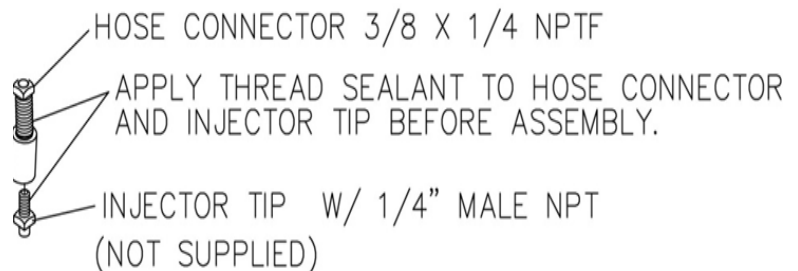 HOSE CONNECTOR 3/8 X 1/4 NPTF
APPLY THREAD SEALANT TO HOSE CONNECTOR
AND INJECTOR TIP BEFORE ASSEMBLY.
INJECTOR TIP W/ 1/4" MALE NPT
(NOT SUPPLIED)